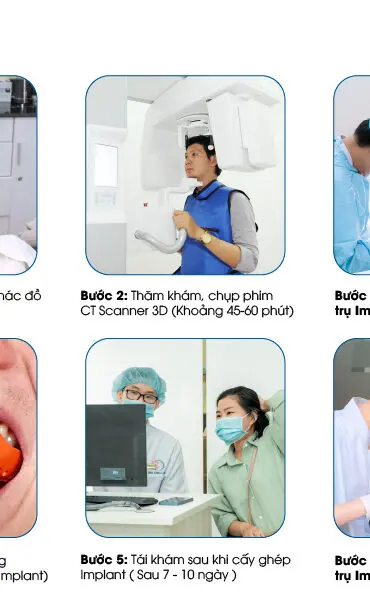 hác đồ
Bước 2: Thăm khám, chụp phim
CT Scanner 3D (Khoảng 45-60 phút)
Bước
trụ Im
g
mplant)
Bước 5: Tái khám sau khi cấy ghép
Implant ( Sau 7 - 10 ngày )
Bước
trụ Im